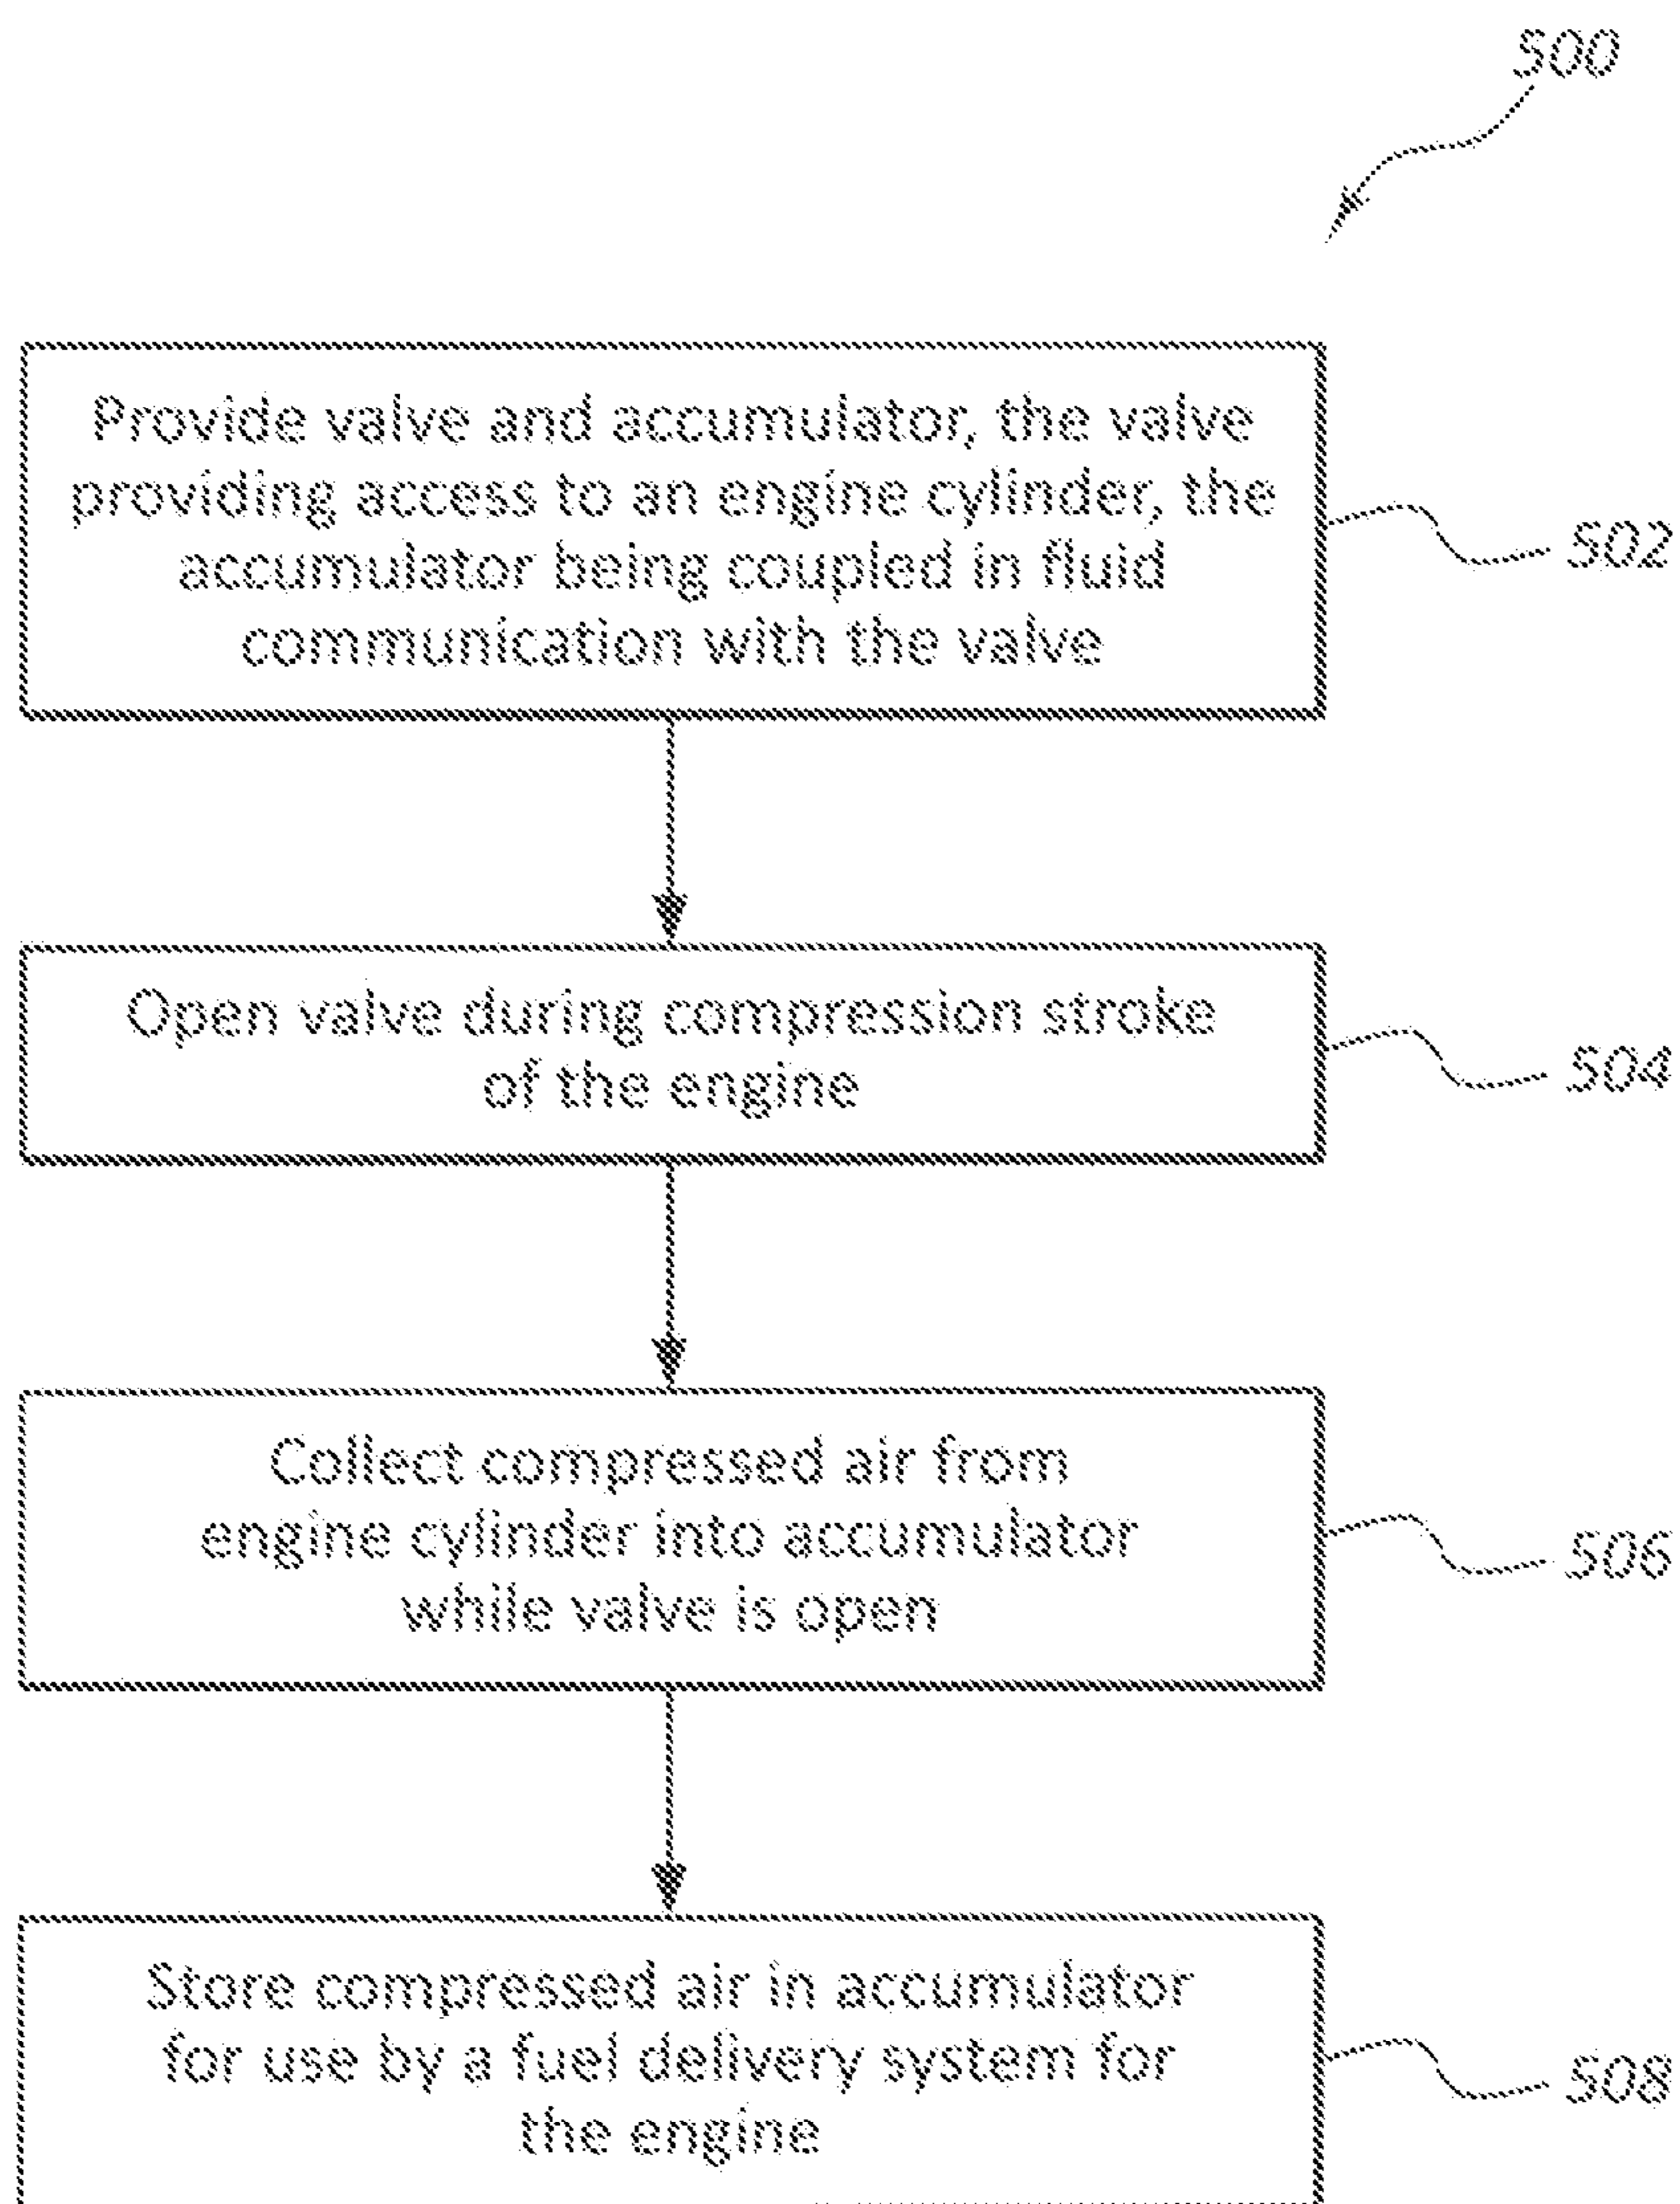 500
Provide valve and accumulator, the valve
providing access to an engine cylinder, the
accumulator being coupled in fluid
communication with the valve
502
Open valve during compression stroke
of the engine
504
Collect compressed air from
engine cylinder into accumulator
while valve is open
506
Store compressed air in accumulator
for use by a fuel delivery system for
the engine
508